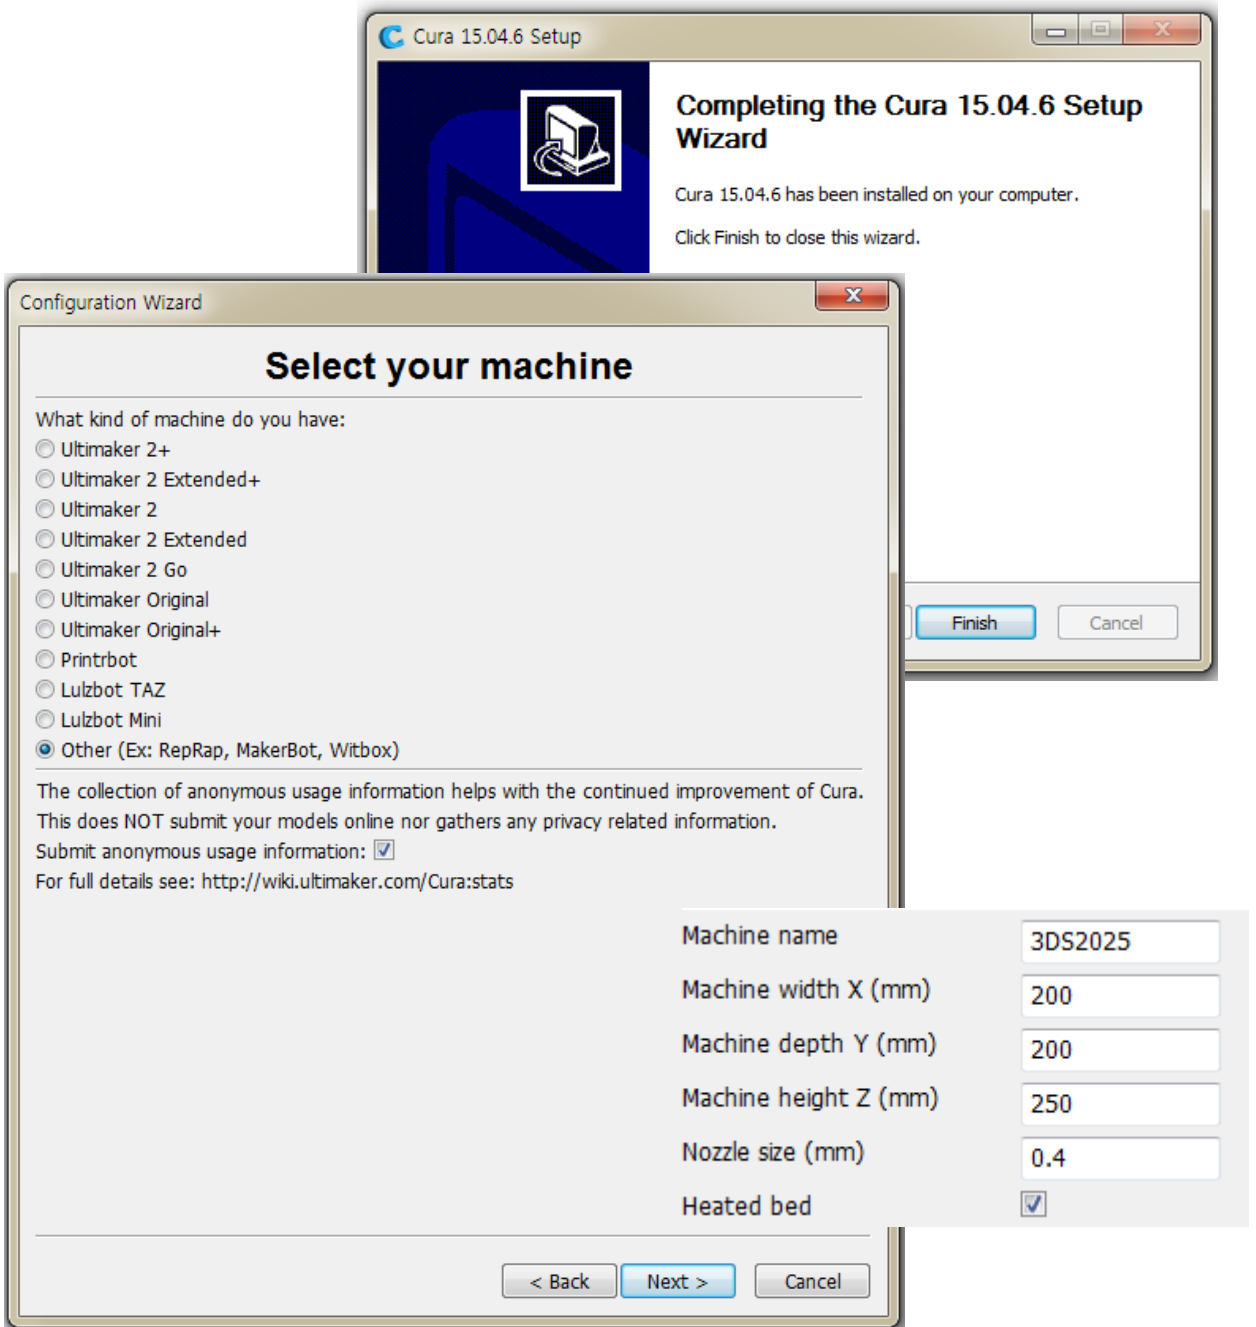 Cura 15.04.6 Setup
Completing the Cura 15.04.6 Setup
Wizard
Cura 15.04.6 has been installed on your computer.
Click Finish to close this wizard.
Finish
Cancel
Configuration Wizard
Select your machine
What kind of machine do you have:
Ultimaker 2+
Ultimaker 2 Extended+
Ultimaker 2
Ultimaker 2 Extended
Ultimaker 2 Go
Ultimaker Original
Ultimaker Original+
Printrbot
Lulzbot TAZ
Lulzbot Mini
Other (Ex: RepRap, MakerBot, Witbox)
The collection of anonymous usage information helps with the continued improvement of Cura.
This does NOT submit your models online nor gathers any privacy related information.
Submit anonymous usage information:
For full details see: http://wiki.ultimaker.com/Cura:stats
Machine name 3DS2025
Machine width X (mm) 200
Machine depth Y (mm) 200
Machine height Z (mm) 250
Nozzle size (mm) 0.4
Heated bed
< Back Next > Cancel